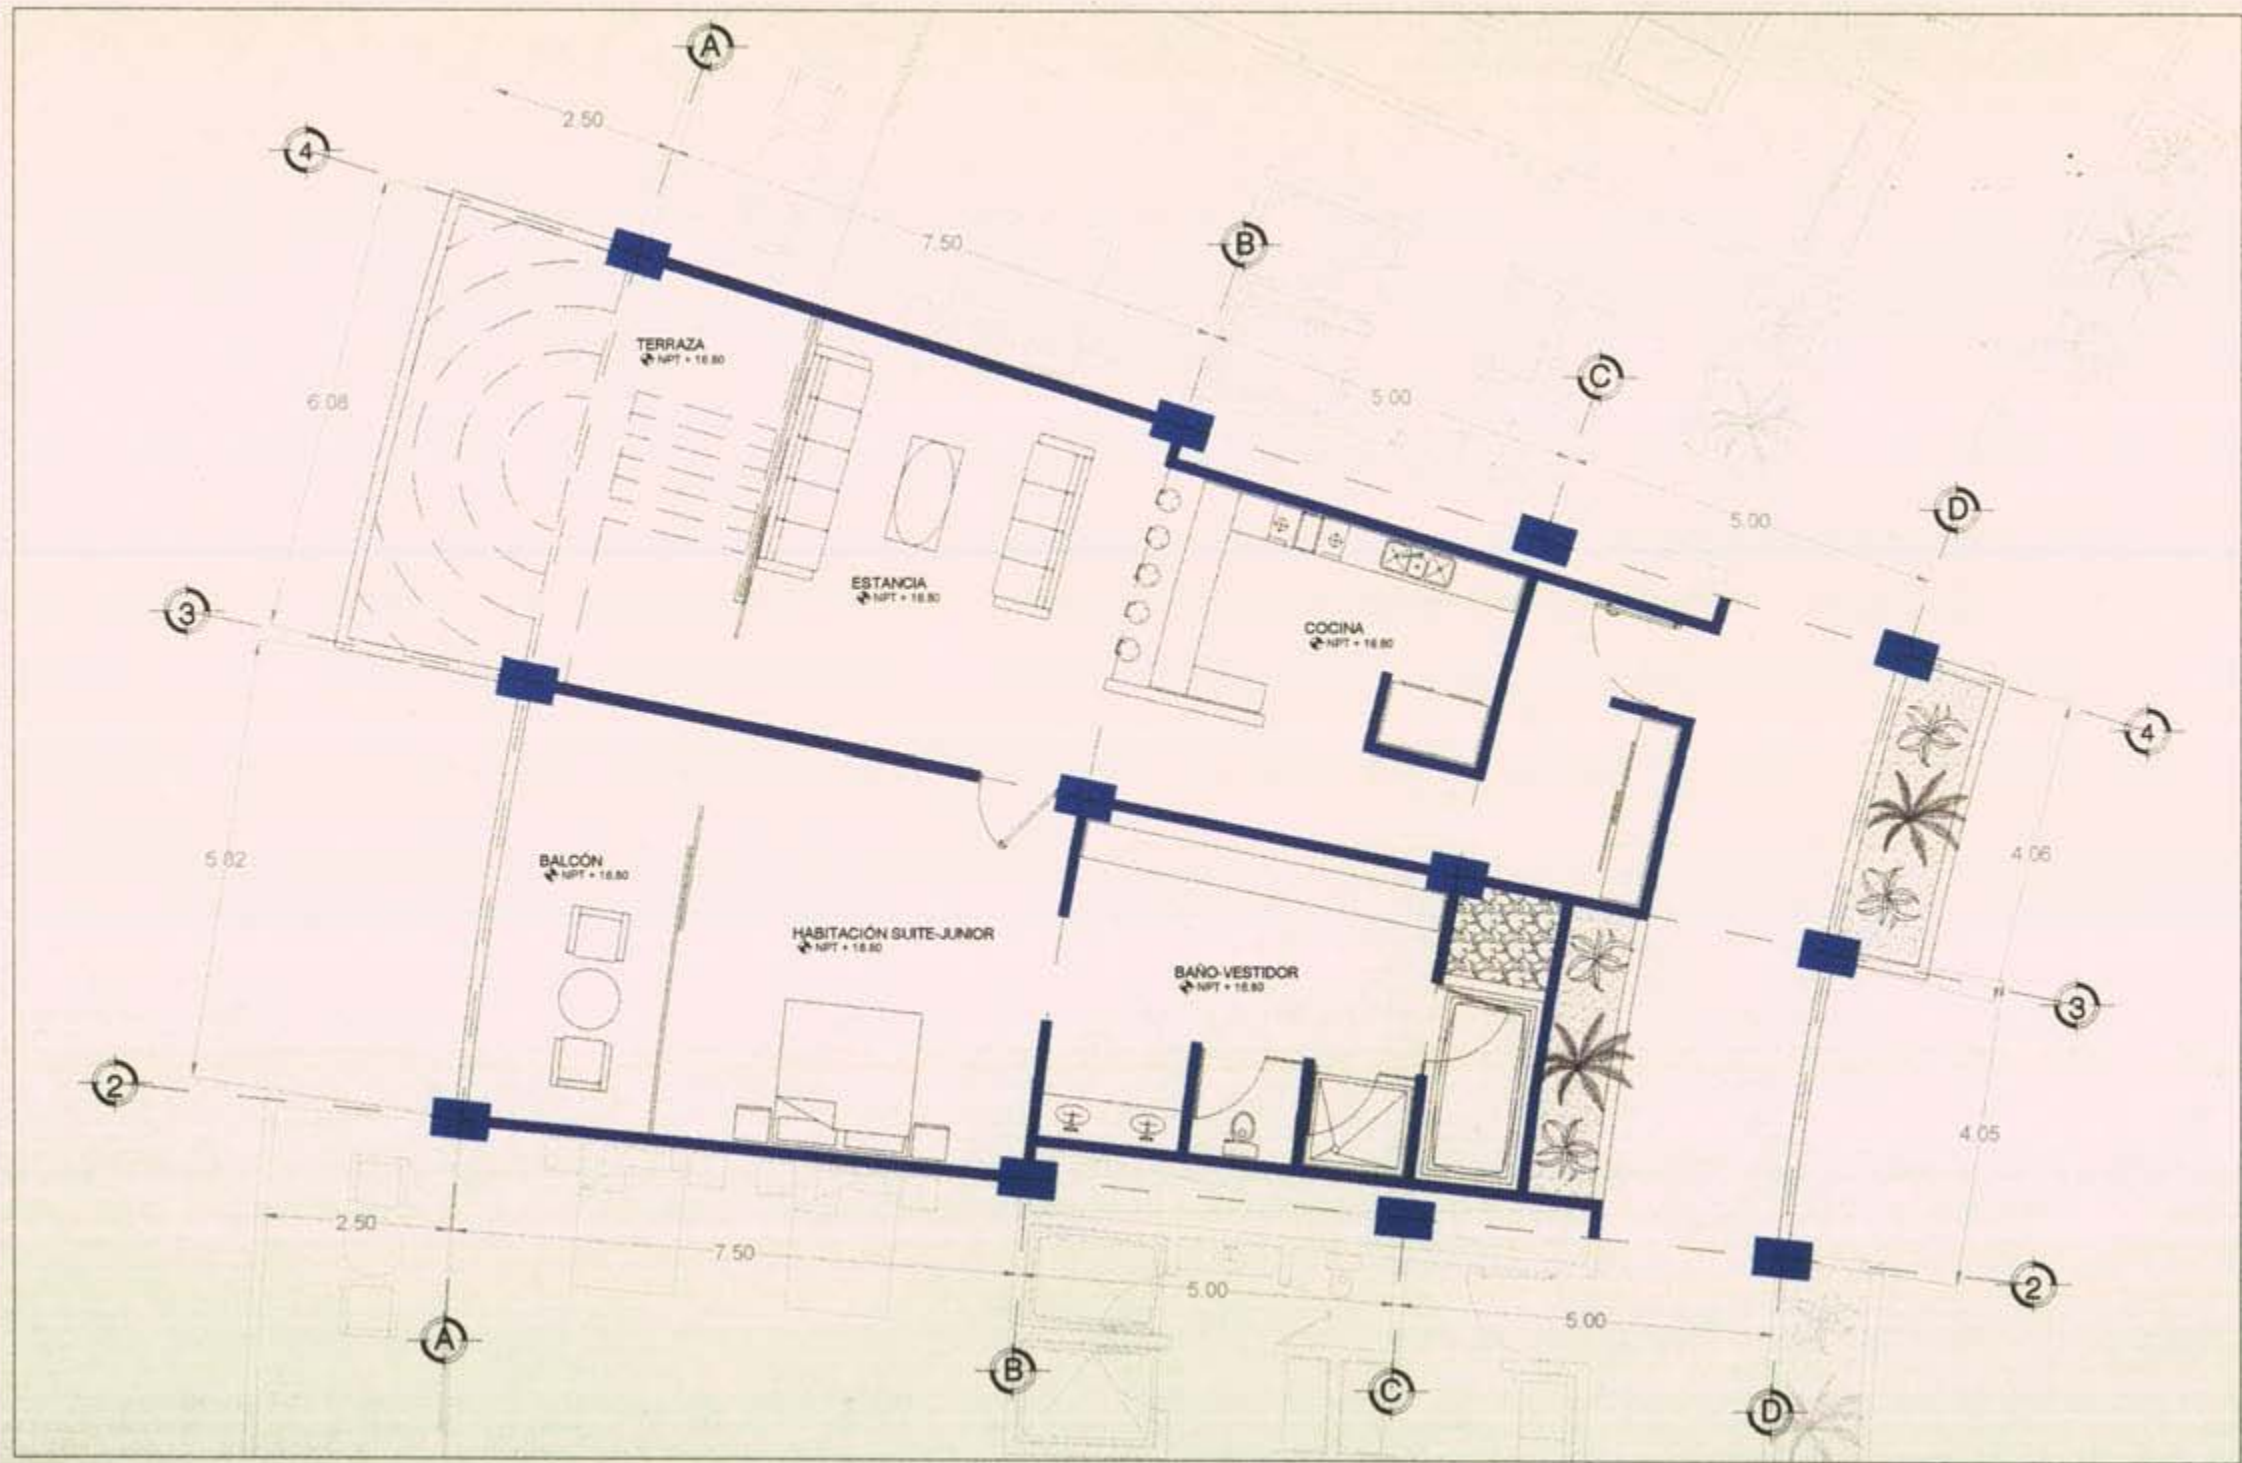 A
2.50
4
7.50
B
TERRAZA
NPT + 16.80
C
5.00
6.08
D
5.00
ESTANCIA
NPT + 16.80
3
COCINA
NPT + 16.80
4
BALCÓN
NPT + 16.80
5.82
4.06
HABITACIÓN SUITE-JUNIOR
NPT + 16.80
BAÑO-VESTIDOR
NPT + 16.80
3
2
4.05
2.50
7.50
5.00
2
5.00
A
B
C
D